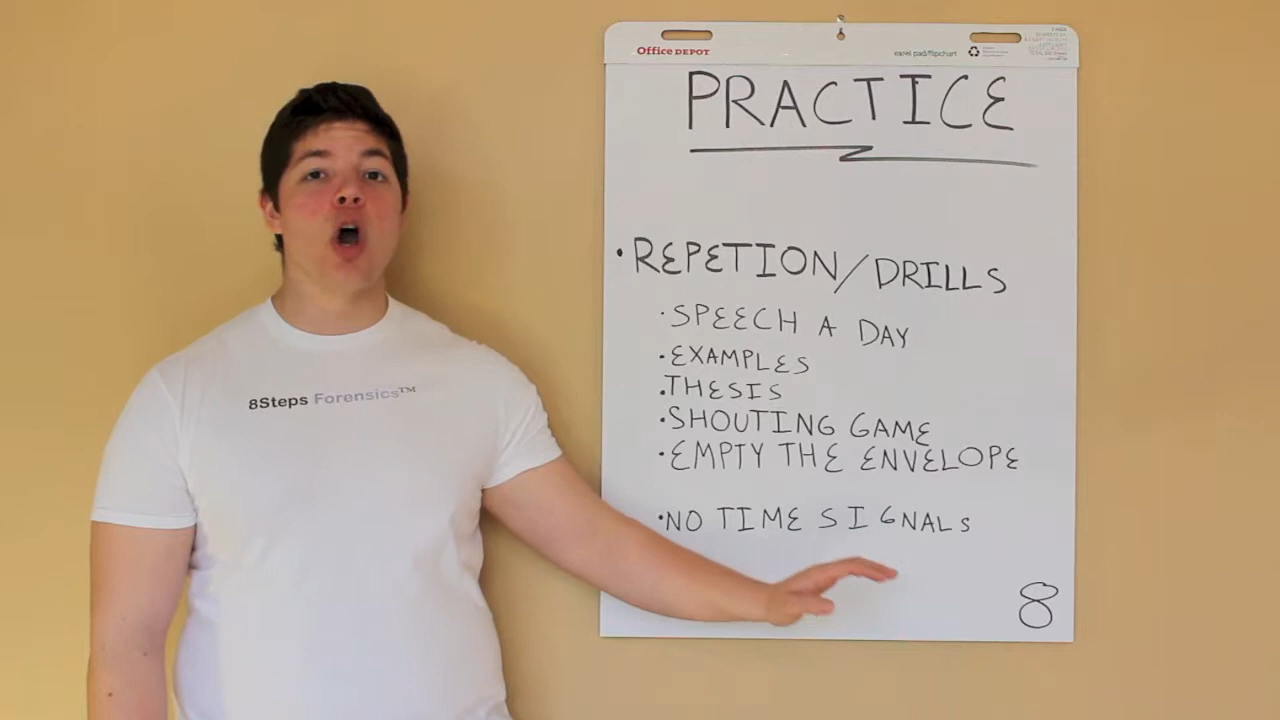 Office DEPOT
easel pad/flipchart
PRACTICE
• REPETION/DRILLS
• SPEECH A DAY
• EXAMPLES
• THESIS
• SHOUTING GAME
• EMPTY THE ENVELOPE
• NO TIME SIGNALS
8
8Steps Forensics™